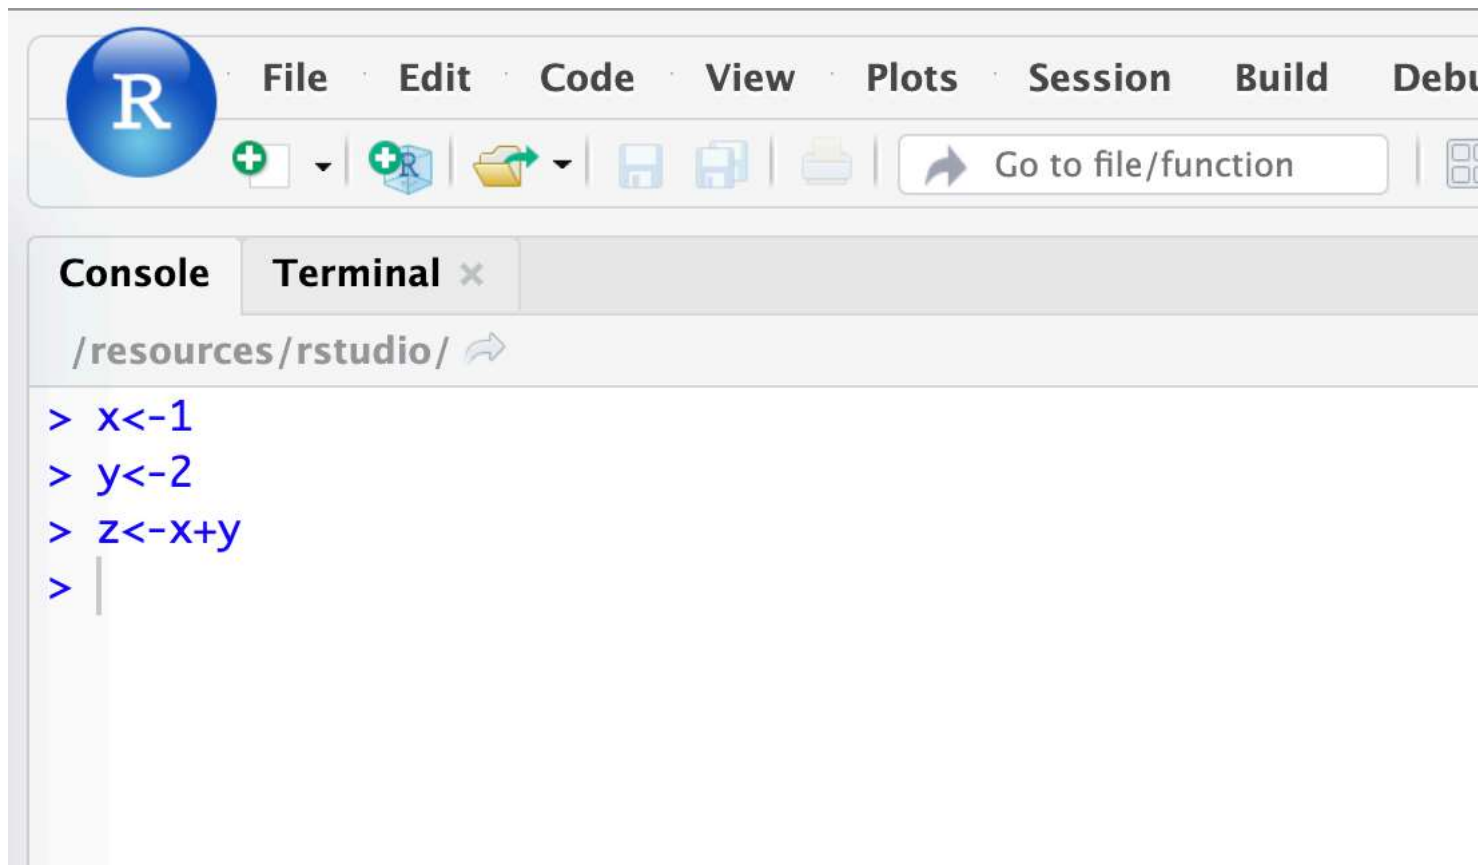 R File Edit Code View Plots Session Build Debu
R Go to file/function
Console Terminal ×
/resources/rstudio/
> x<-1
> y<-2
> z<-x+y
>